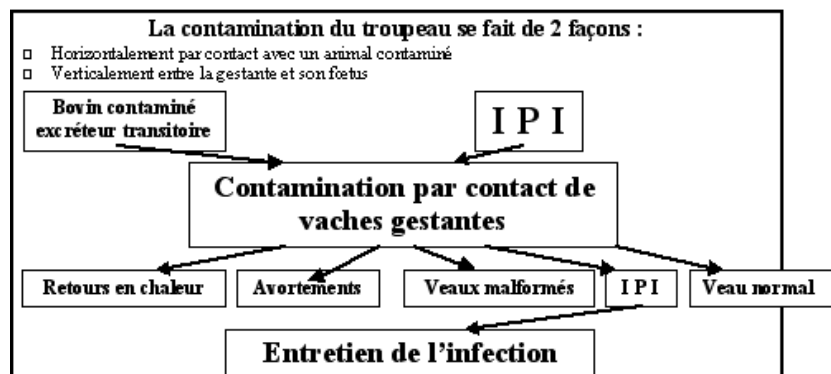 La contamination du troupeau se fait de 2 façons :
Horizontalement par contact avec un animal contaminé
Verticalement entre la gestante et son fœtus
Bovin contaminé
excréteur transitoire
I P I
Contamination par contact de
vaches gestantes
Retours en chaleur
Avortements
Veaux malformés
I P I
Veau normal
Entretien de l'infection